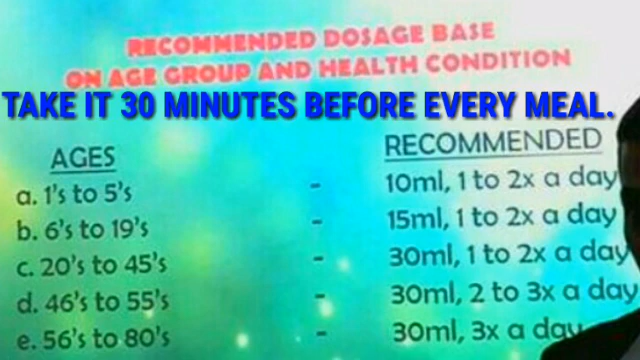 RECOMMENDED DOSAGE BASE
ON AGE GROUP AND HEALTH CONDITION
TAKE IT 30 MINUTES BEFORE EVERY MEAL.
AGES RECOMMENDED
a. 1's to 5's - 10ml, 1 to 2x a day
b. 6's to 19's - 15ml, 1 to 2x a day
c. 20's to 45's - 30ml, 1 to 2x a day
d. 46's to 55's - 30ml, 2 to 3x a day
e. 56's to 80's - 30ml, 3x a day